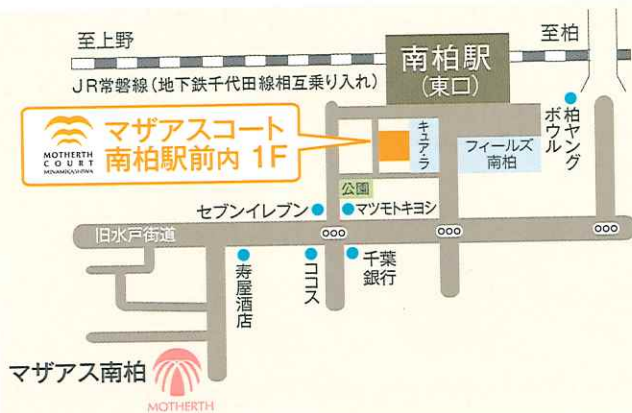 至上野
至柏
南柏駅
(東口)
JR常磐線(地下鉄千代田線相互乗り入れ)
MOTHERTH
COURT
MINAMIKASHIWA
マザアスコート
南柏駅前内 1F
キュア・ラ
フィールズ
南柏
柏ヤング
ボウル
公園
セブンイレブン
マツモトキヨシ
旧水戸街道
寿屋酒店
ココス
千葉
銀行
マザアス南柏
MOTHERTH